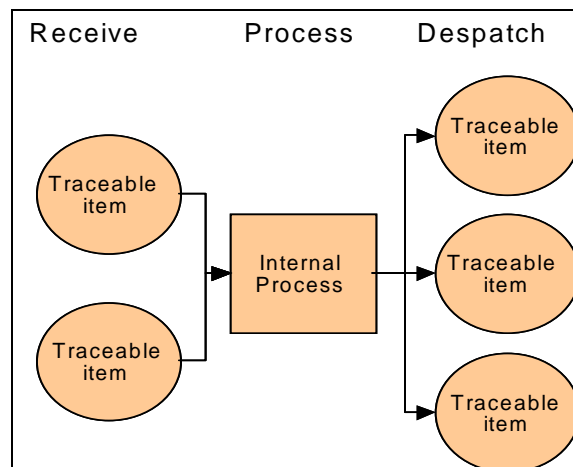 Receive Process Despatch
Traceable
item
Traceable
item
Internal
Process
Traceable
item
Traceable
item
Traceable
item